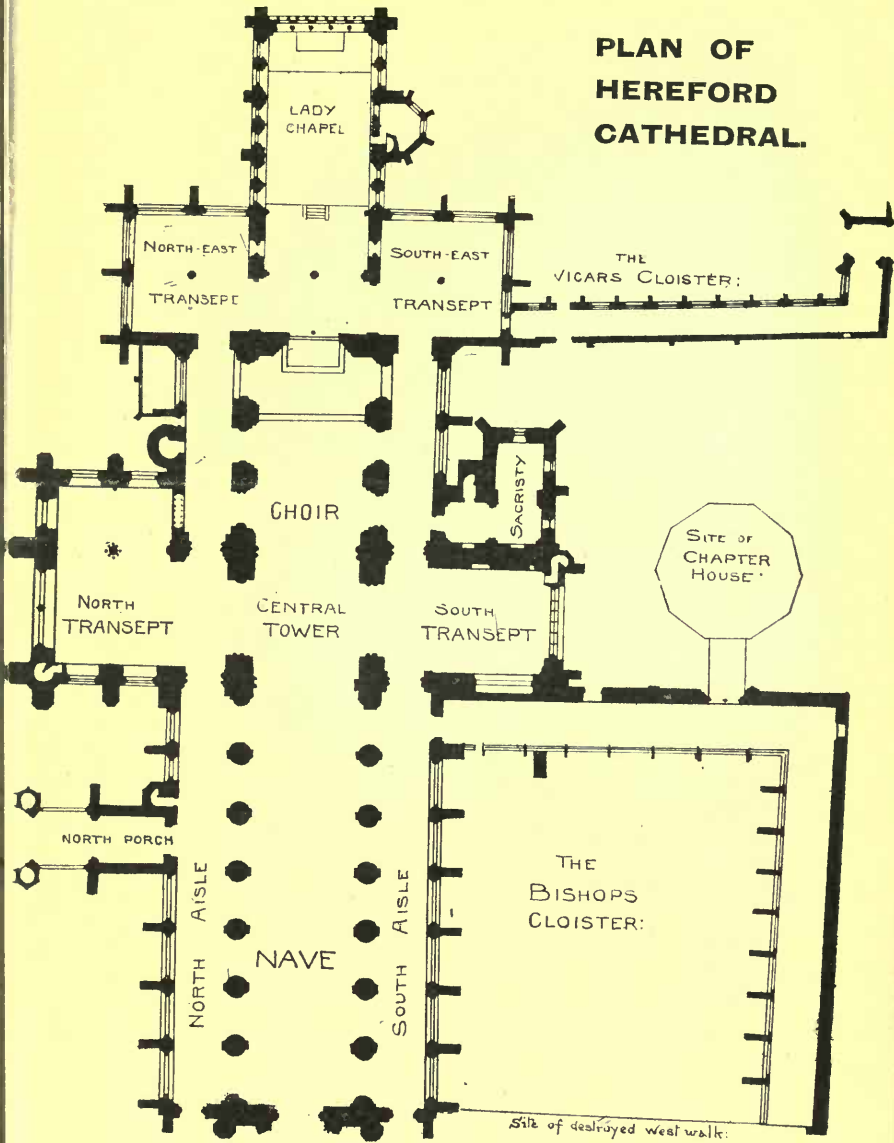 PLAN OF
HEREFORD
CATHEDRAL.
LADY
CHAPEL
NORTH-EAST
TRANSEPE
SOUTH-EAST
TRANSEPT
THE
VICARS CLOISTER:
CHOIR
SACRISTY
SITE OF
CHAPTER
HOUSE
NORTH
TRANSEPT
CENTRAL
TOWER
SOUTH
TRANSEPT
NORTH PORCH
NORTH AISLE
NAVE
SOUTH AISLE
THE
BISHOPS
CLOISTER:
Site of destroyed west walk: